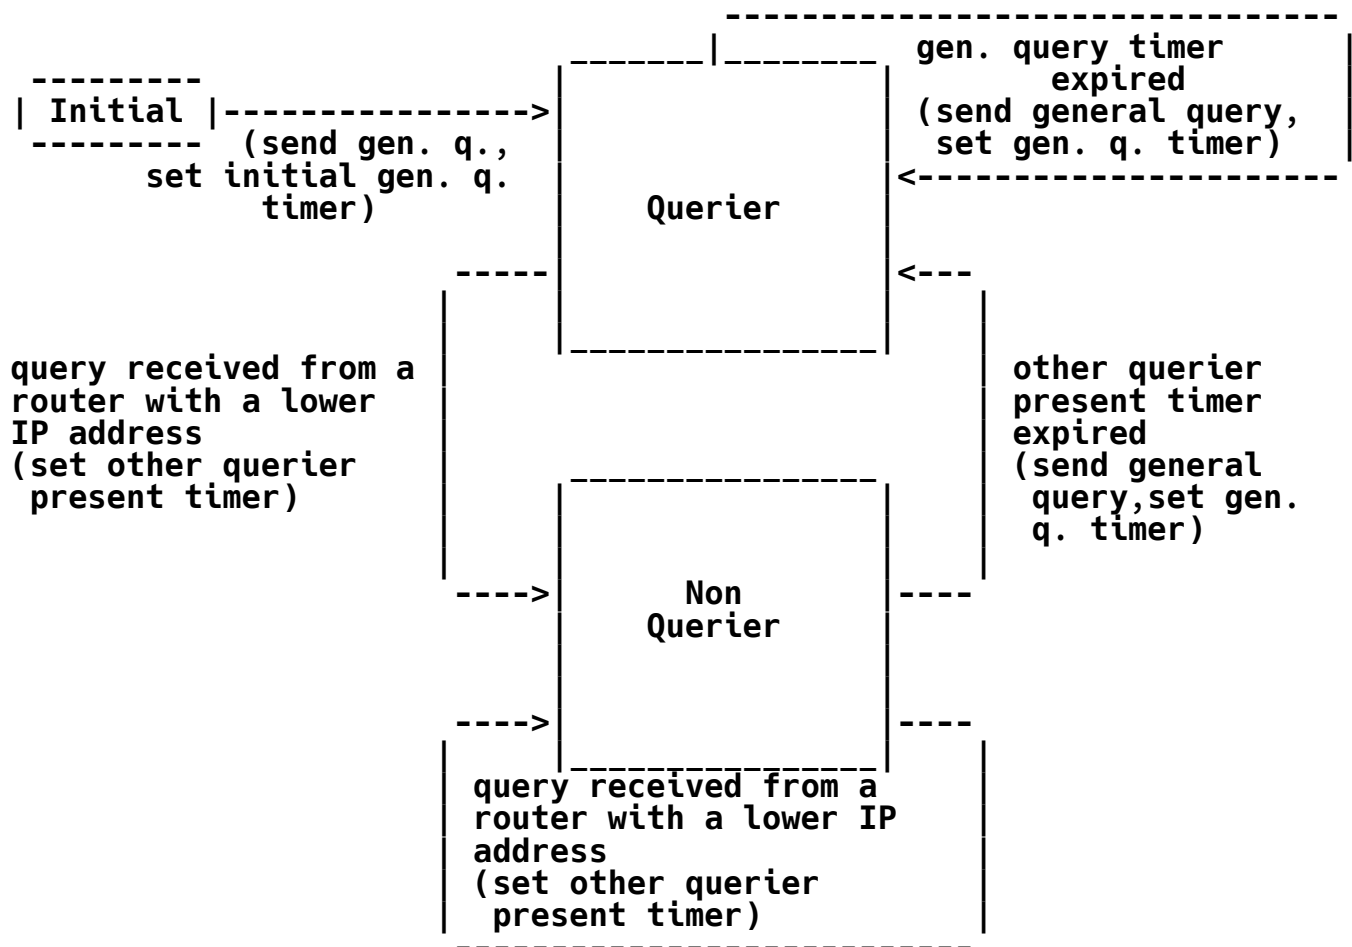 gen. query timer
expired
(send general query,
set gen. q. timer)
Initial
(send gen. q.,
set initial gen. q.
timer)
Querier
query received from a
router with a lower
IP address
(set other querier
present timer)
other querier
present timer
expired
(send general
query,set gen.
q. timer)
Non
Querier
query received from a
router with a lower IP
address
(set other querier
present timer)